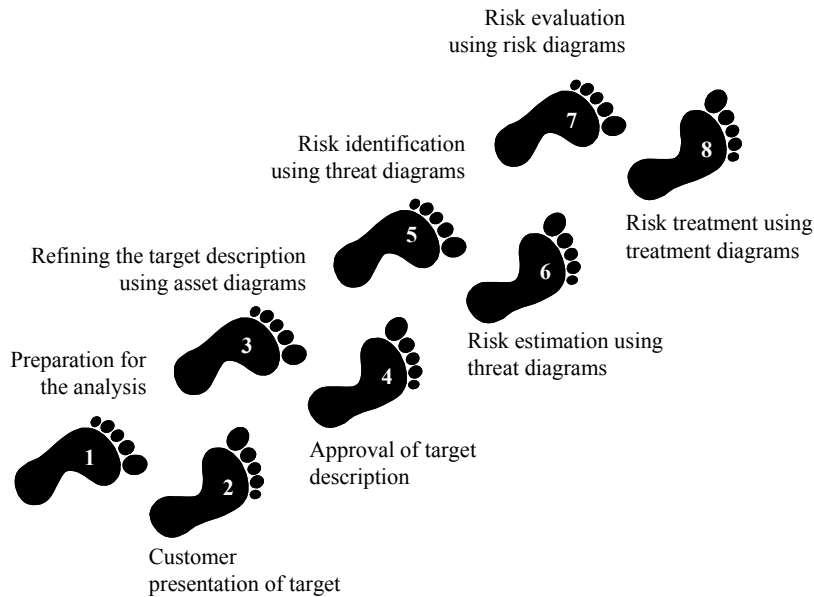 Preparation for
the analysis
1
2
Customer
presentation of target
Refining the target description
using asset diagrams
3
4
Approval of target
description
Risk identification
using threat diagrams
5
6
Risk estimation using
threat diagrams
Risk evaluation
using risk diagrams
7
8
Risk treatment using
treatment diagrams